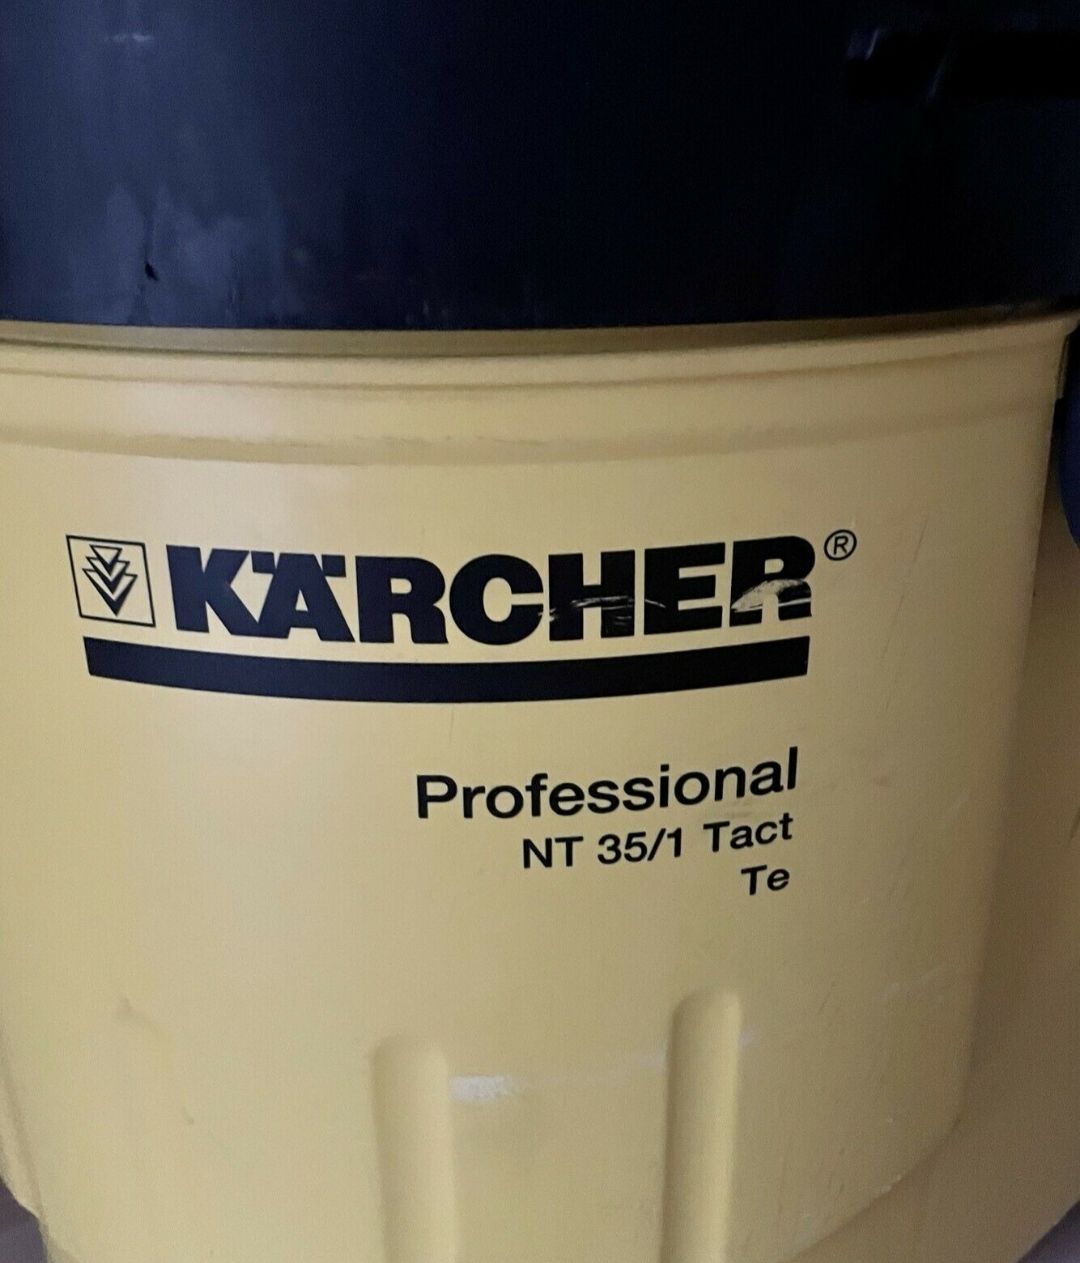 KÄRCHER®
Professional
NT 35/1 Tact
Te